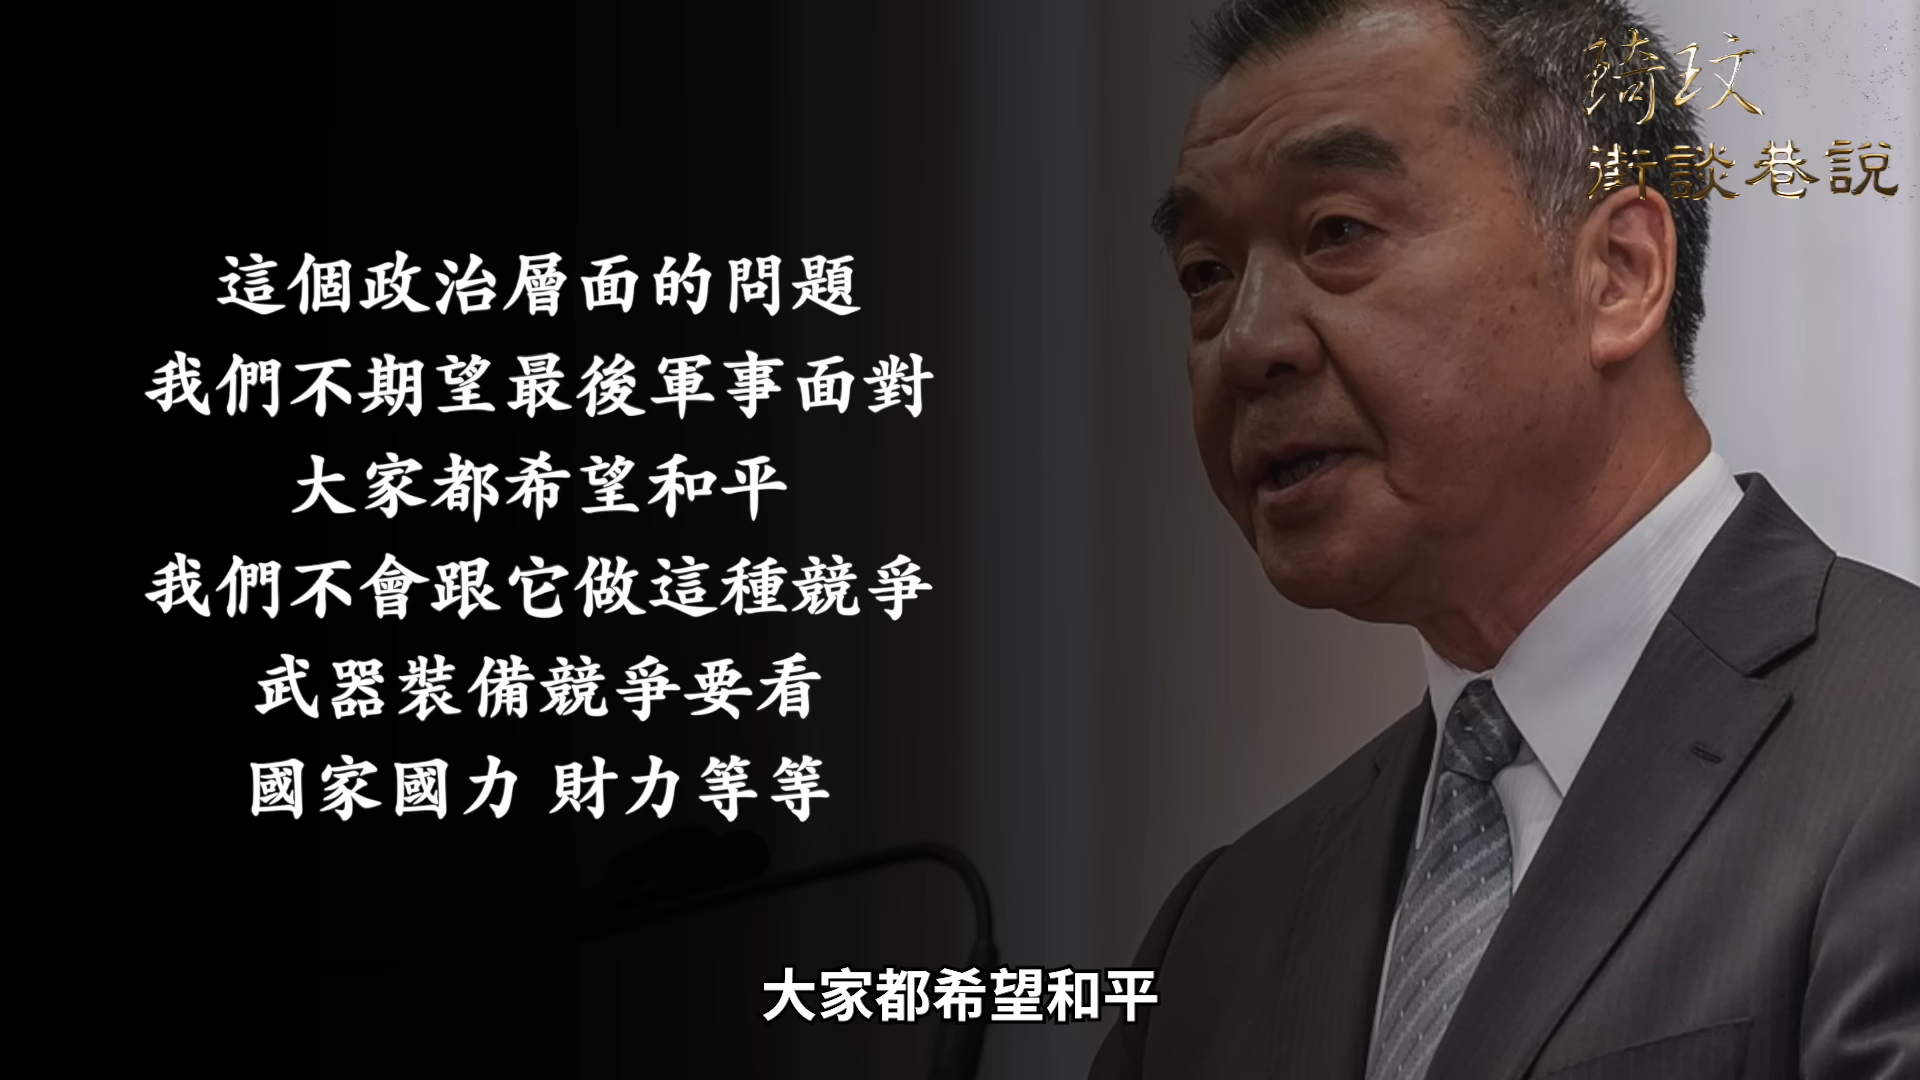 琦玟
街談巷說
這個政治層面的問題
我們不期望最後軍事面對
大家都希望和平
我們不會跟它做這種競爭
武器裝備競爭要看
國家國力 財力等等
大家都希望和平